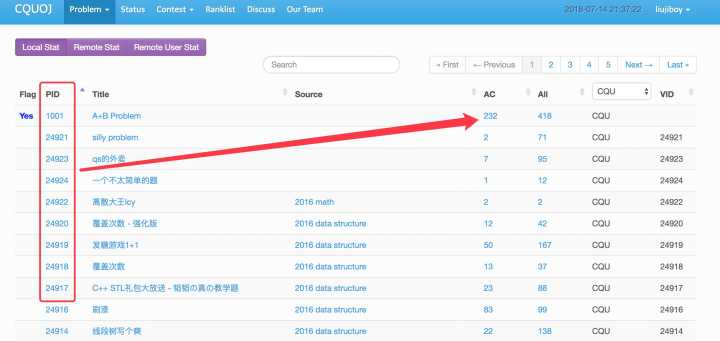 CQUOJ Problem Status Contest Ranklist Discuss Our Team 2018-07-14 21:37:22 liujiboy
Local Stat Remote Stat Remote User Stat
Search « First ← Previous 1 2 3 4 5 Next → Last »
Flag PID Title Source AC All CQU VID
Yes 1001 A+B Problem 232 418 CQU
24921 silly problem 2 71 CQU 24921
24923 qs的外卖 7 95 CQU 24923
24924 一个不太简单的题 1 12 CQU 24924
24922 离散大王lcy 2016 math 2 2 CQU 24922
24920 覆盖次数 - 强化版 2016 data structure 12 42 CQU 24920
24919 发糖游戏1+1 2016 data structure 50 167 CQU 24919
24918 覆盖次数 2016 data structure 13 37 CQU 24918
24917 C++ STL礼包大放送 - 韬韬の真の教学题 2016 data structure 23 88 CQU 24917
24916 刷漆 2016 data structure 83 99 CQU 24916
24914 线段树写个爽 2016 data structure 22 138 CQU 24914